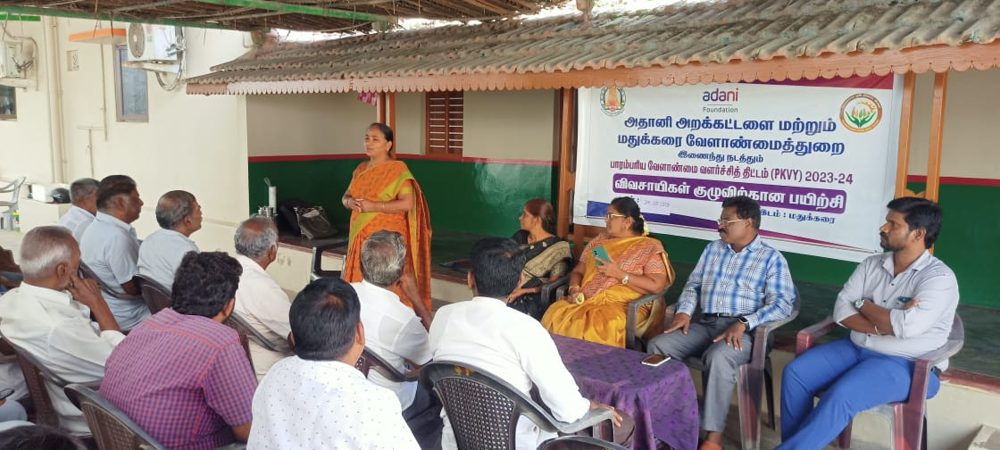 adani
Foundation
அதானி அறக்கட்டளை மற்றும்
மதுக்கரை வேளாண்மைத்துறை
இணைந்து நடத்தும்
பாரம்பரிய வேளாண்மை வளர்ச்சித் திட்டம் (PKVY) 2023-24
விவசாயிகள் குழுவிற்கான பயிற்சி
இடம் : மதுக்கரை